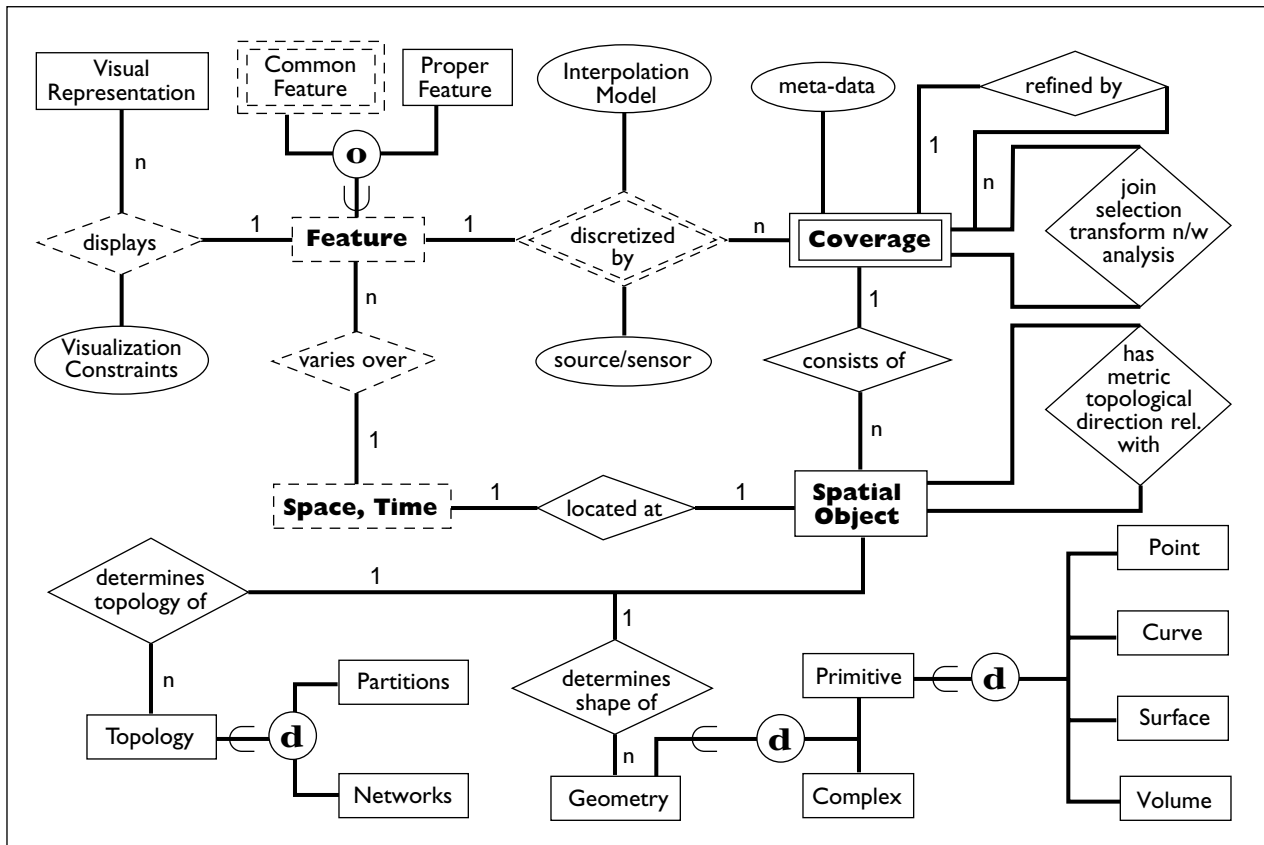 Visual
Representation
Common
Feature
Proper
Feature
Interpolation
Model
meta-data
refined by
n
o
1
n
join
selection
transform n/w
analysis
displays
1
Feature
1
discretized
by
n
Coverage
n
1
Visualization
Constraints
varies over
source/sensor
consists of
has
metric
topological
direction rel.
with
1
n
Space, Time
1
located at
1
Spatial
Object
determines
topology of
1
1
Point
Curve
n
Partitions
determines
shape of
Primitive
d
Topology
d
d
Surface
n
Networks
Geometry
Complex
Volume